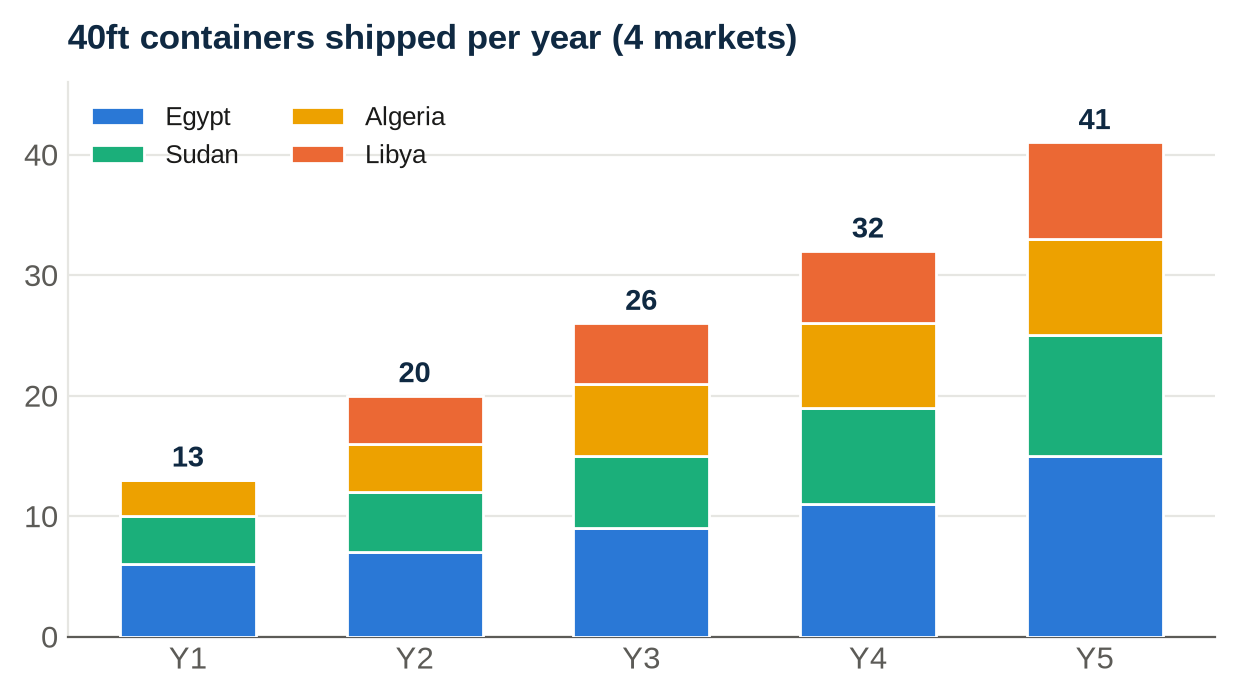 40ft containers shipped per year (4 markets)
Egypt
Algeria
Sudan
Libya
41
40
32
30
26
20
20
13
10
0
Y1 Y2 Y3 Y4 Y5